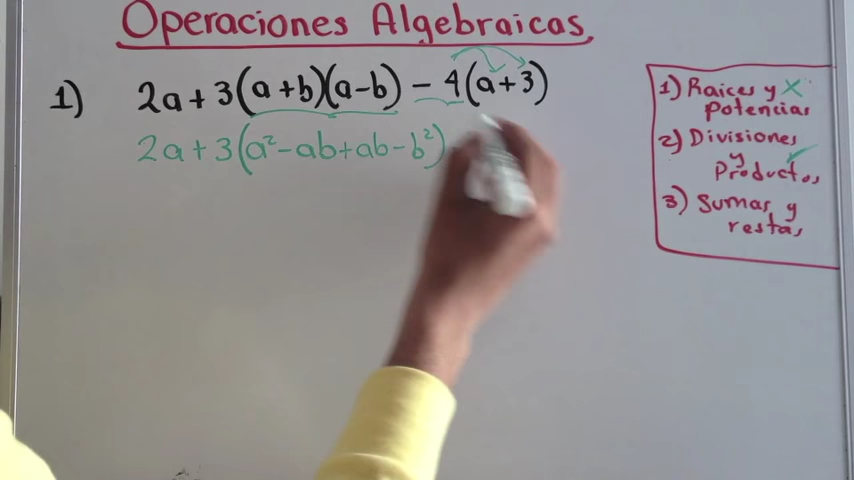 Operaciones Algebraicas
1) 2a + 3(a+b)(a-b) - 4(a+3)
2a + 3(a²-ab+ab-b²)
1) Raices y X
potencias
2) Divisiones
y
Productos ✓
3) Sumas y
restas